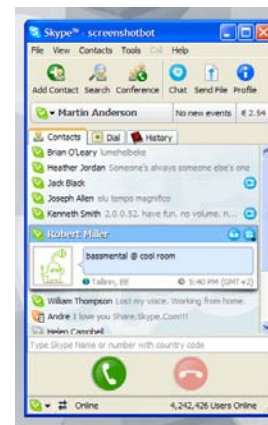 Skype™ - screenshotbot
File View Contacts Tools Call Help
Add Contact Search Conference Chat Send File Profile
Martin Anderson No new events € 2.54
Contacts Dial History
Brian O'Leary lumehelbeke
Heather Jordan Someone's always someone else's one
Jack Black
Joseph Allen elu tempo magnifico
Kenneth Smith 2.0.0.52. have fun. no volume. n...
Robert Miller
bassmental @ cool room
Tallinn, EE 5:40 PM (GMT +2)
William Thompson Lost my voice. Working from home.
Andre I love you Share.Skype.Com!!!
Helen Campbell
Type Skype Name or number with country code
Online 4,242,426 Users Online